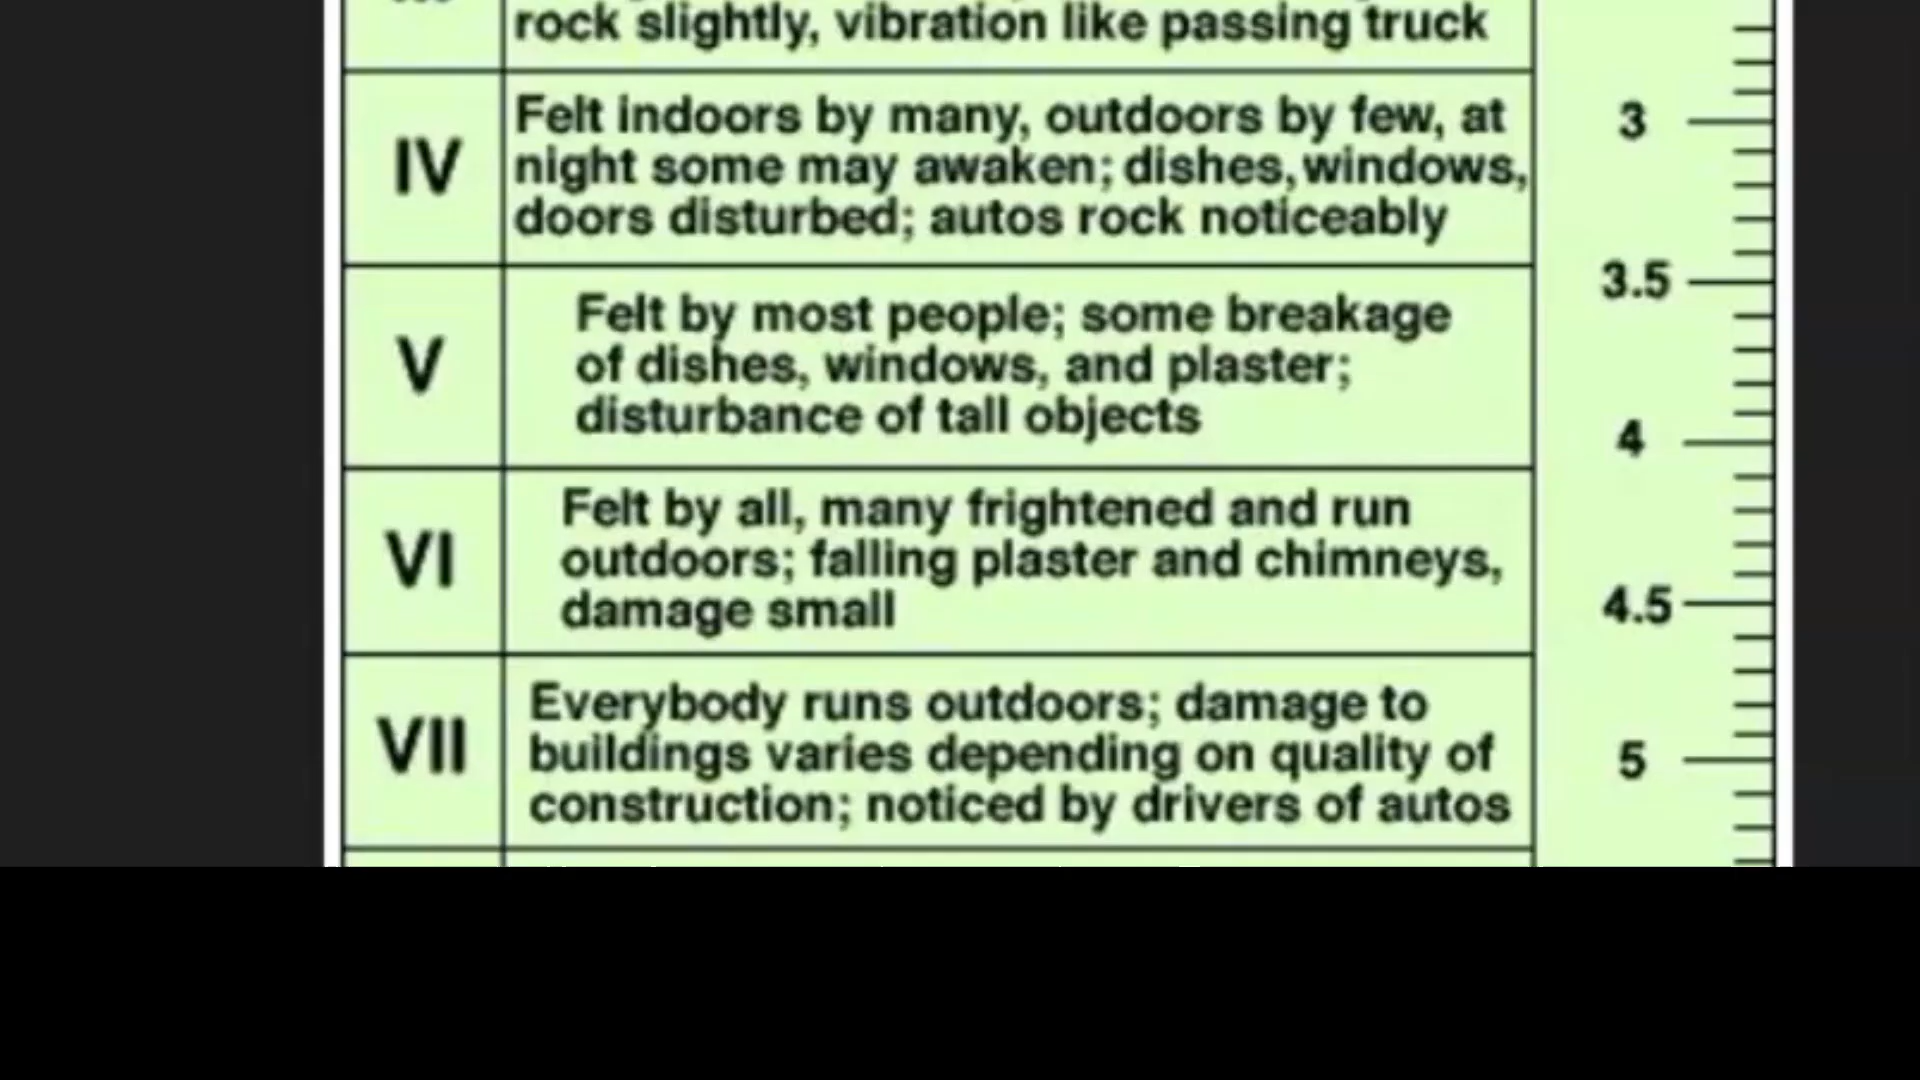 rock slightly, vibration like passing truck
IV
Felt indoors by many, outdoors by few, at
night some may awaken; dishes, windows,
doors disturbed; autos rock noticeably
3
3.5
V
Felt by most people; some breakage
of dishes, windows, and plaster;
disturbance of tall objects
4
VI
Felt by all, many frightened and run
outdoors; falling plaster and chimneys,
damage small
4.5
VII
Everybody runs outdoors; damage to
buildings varies depending on quality of
construction; noticed by drivers of autos
5